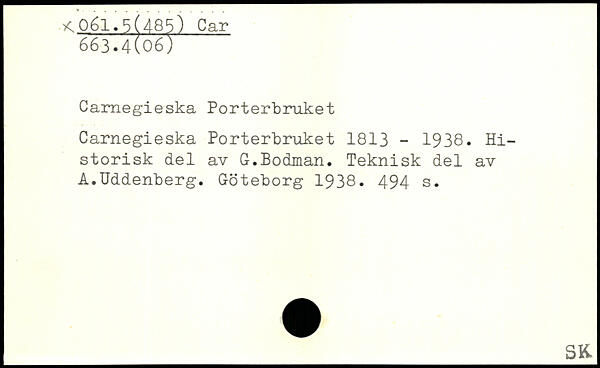 ×061.5(485) Car
663.4(06)
Carnegieska Porterbruket
Carnegieska Porterbruket 1813 - 1938. Hi-
storisk del av G.Bodman. Teknisk del av
A.Uddenberg. Göteborg 1938. 494 s.
SK